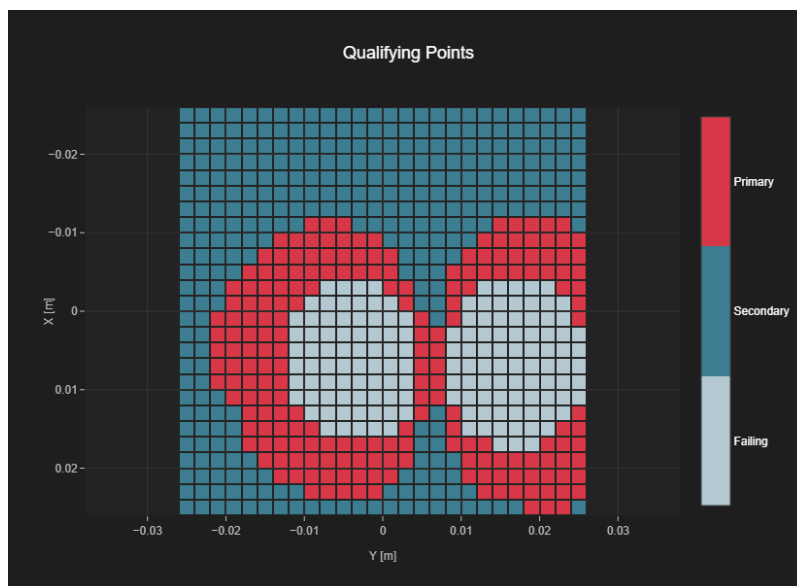 Qualifying Points
Primary
Secondary
Failing
−0.02
−0.01
0
0.01
0.02
X [m]
−0.03
−0.02
−0.01
0
0.01
0.02
0.03
Y [m]